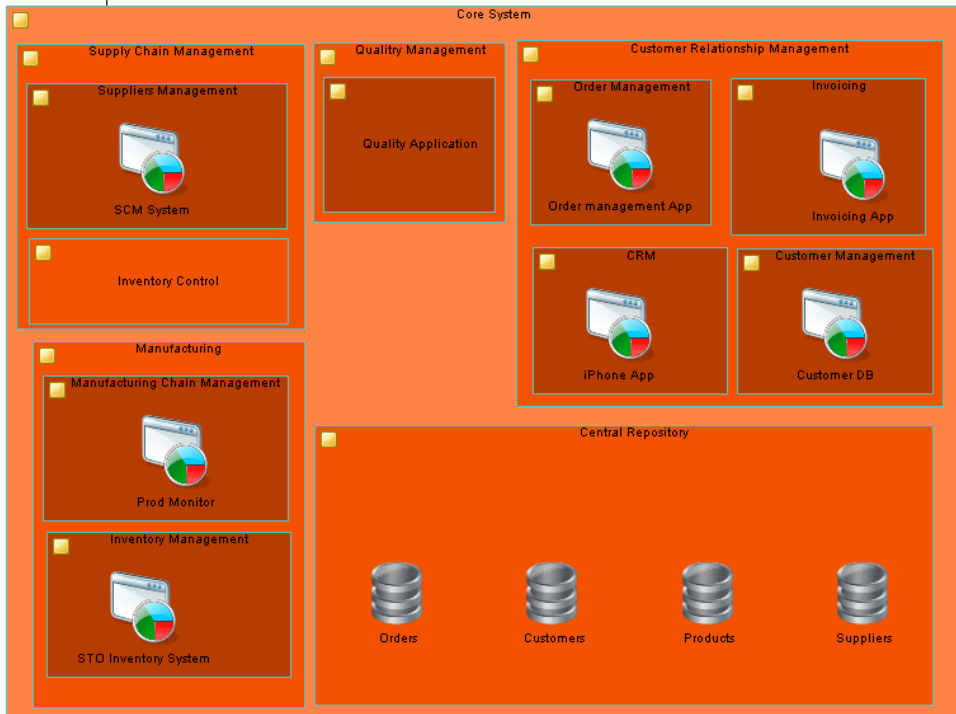 Core System
Supply Chain Management
Suppliers Management
SCM System
Inventory Control
Qualitry Management
Quality Application
Customer Relationship Management
Order Management
Order management App
Invoicing
Invoicing App
CRM
iPhone App
Customer Management
Customer DB
Manufacturing
Manufacturing Chain Management
Prod Monitor
Inventory Management
STO Inventory System
Central Repository
Orders
Customers
Products
Suppliers